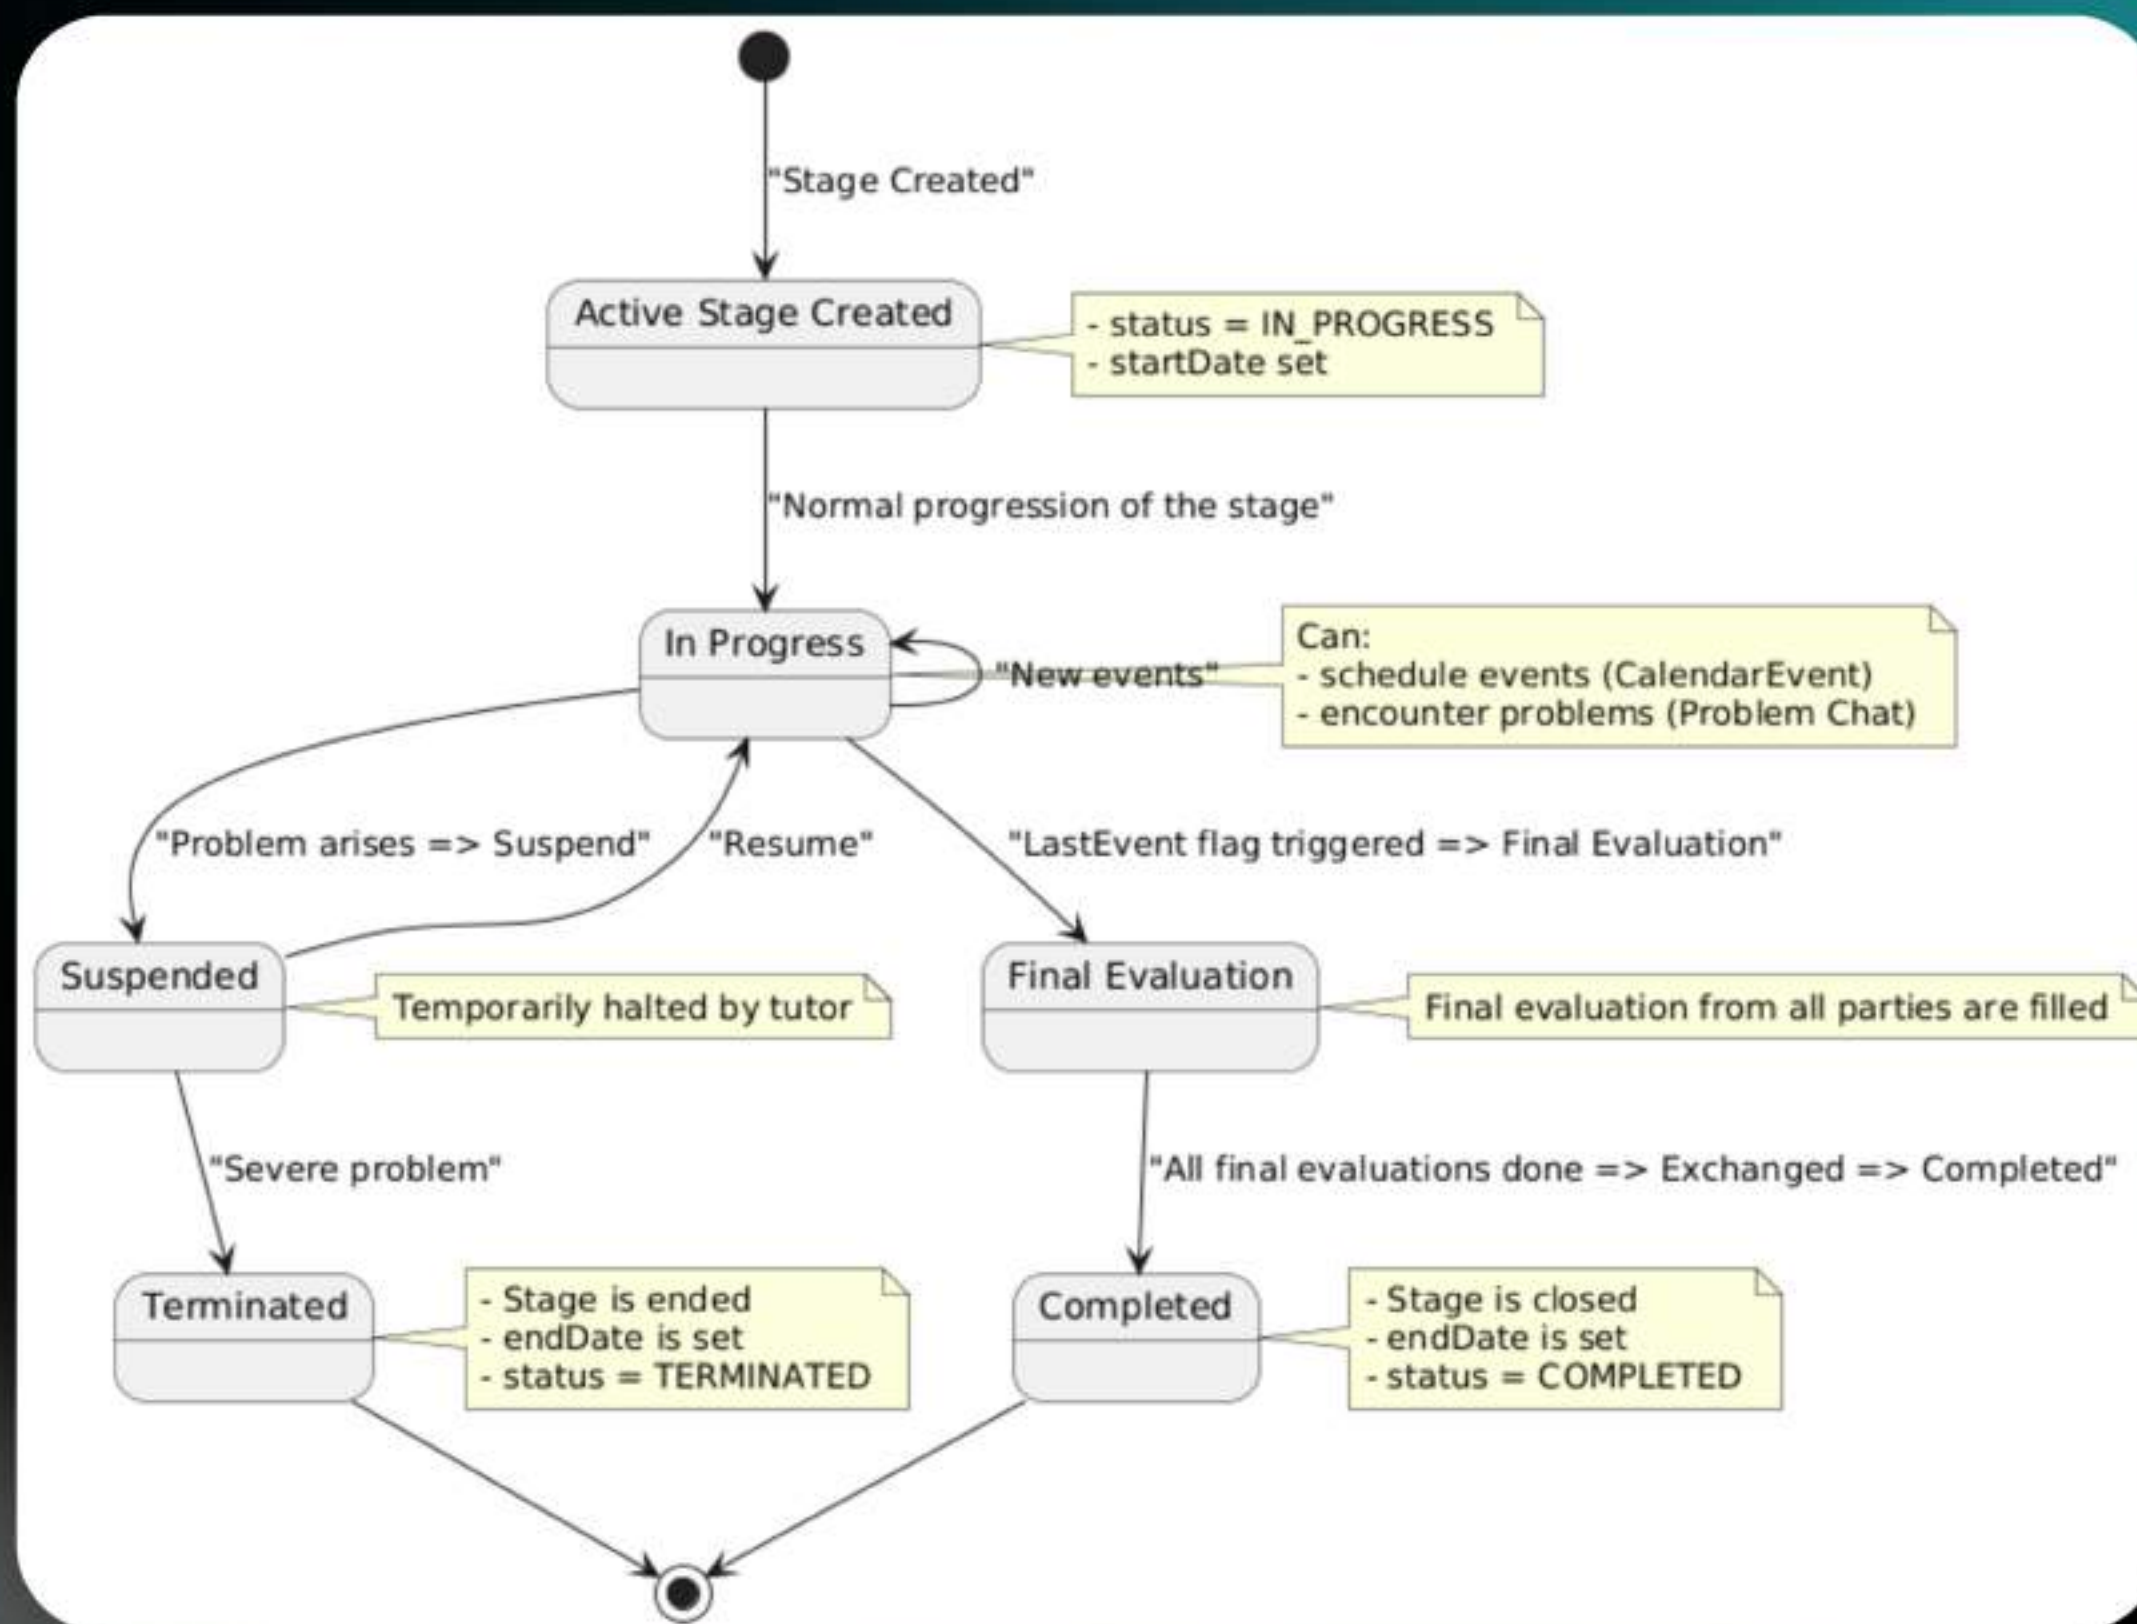 "Stage Created"
Active Stage Created
- status = IN_PROGRESS
- startDate set
"Normal progression of the stage"
In Progress
"New events"
Can:
- schedule events (CalendarEvent)
- encounter problems (Problem Chat)
"Problem arises => Suspend"
"Resume"
"LastEvent flag triggered => Final Evaluation"
Suspended
Temporarily halted by tutor
Final Evaluation
Final evaluation from all parties are filled
"Severe problem"
"All final evaluations done => Exchanged => Completed"
Terminated
- Stage is ended
- endDate is set
- status = TERMINATED
Completed
- Stage is closed
- endDate is set
- status = COMPLETED